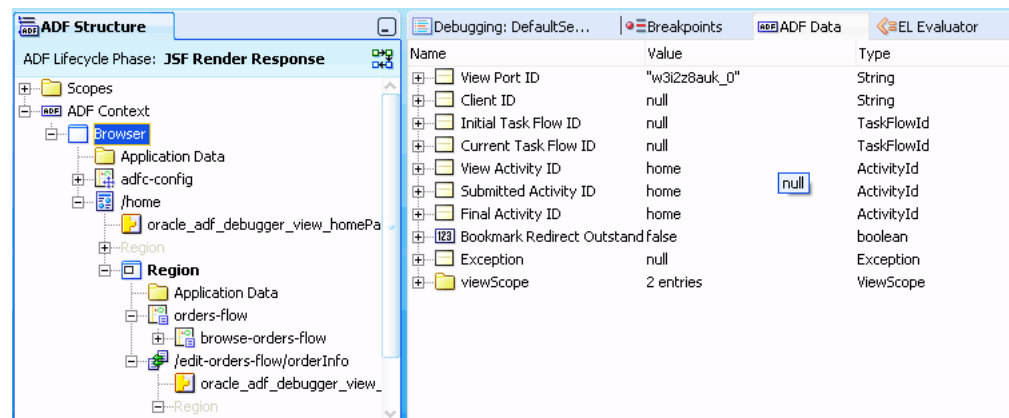 ADF Structure
ADF Lifecycle Phase: JSF Render Response
Scopes
ADF ADF Context
Browser
Application Data
adfc-config
/home
oracle_adf_debugger_view_homePa
Region
Region
Application Data
orders-flow
browse-orders-flow
/edit-orders-flow/orderInfo
oracle_adf_debugger_view_
Region
Debugging: DefaultSe... Breakpoints ADF ADF Data EL Evaluator
Name Value Type
View Port ID "w3i2z8auk_0" String
Client ID null String
Initial Task Flow ID null TaskFlowId
Current Task Flow ID null TaskFlowId
View Activity ID home ActivityId
null
Submitted Activity ID home ActivityId
Final Activity ID home ActivityId
123 Bookmark Redirect Outstand false boolean
Exception null Exception
viewScope 2 entries ViewScope